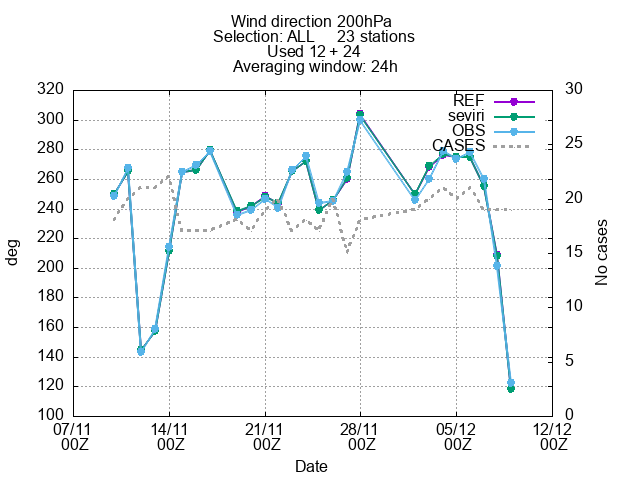 Wind direction 200hPa
Selection: ALL 23 stations
Used 12 + 24
Averaging window: 24h
320 30
REF
300
seviri
280 25
OBS
CASES
260
240 20
220
200 15
180
160 10
140
120 5
100 0
deg
No cases
07/11 14/11 21/11 28/11 05/12 12/12
00Z 00Z 00Z 00Z 00Z 00Z
Date